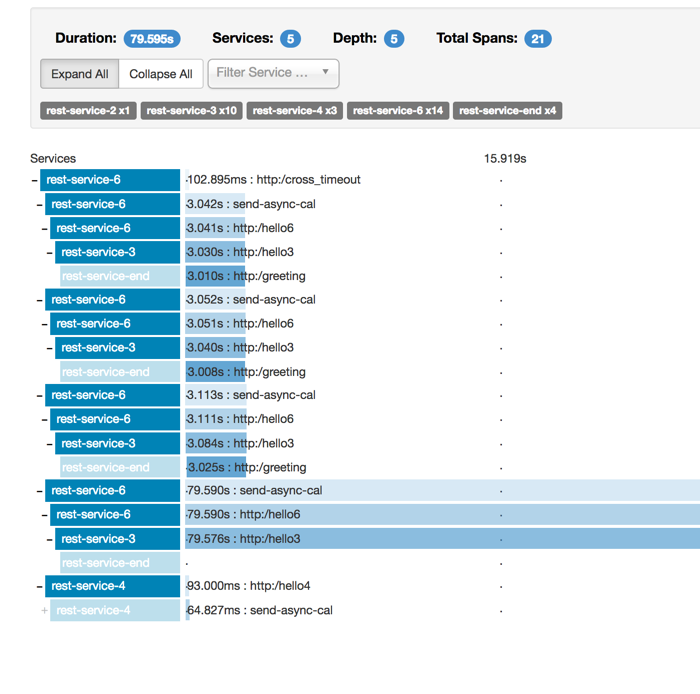 Duration: 79.595s Services: 5 Depth: 5 Total Spans: 21
Expand All Collapse All Filter Service ...
rest-service-2 x1 rest-service-3 x10 rest-service-4 x3 rest-service-6 x14 rest-service-end x4
Services 15.919s
rest-service-6 102.895ms : http:/cross_timeout
rest-service-6 3.042s : send-async-cal
rest-service-6 3.041s : http:/hello6
rest-service-3 3.030s : http:/hello3
rest-service-end 3.010s : http:/greeting
rest-service-6 3.052s : send-async-cal
rest-service-6 3.051s : http:/hello6
rest-service-3 3.040s : http:/hello3
rest-service-end 3.008s : http:/greeting
rest-service-6 3.113s : send-async-cal
rest-service-6 3.111s : http:/hello6
rest-service-3 3.084s : http:/hello3
rest-service-end 3.025s : http:/greeting
rest-service-6 79.590s : send-async-cal
rest-service-6 79.590s : http:/hello6
rest-service-3 79.576s : http:/hello3
rest-service-end
rest-service-4 93.000ms : http:/hello4
rest-service-4 64.827ms : send-async-cal